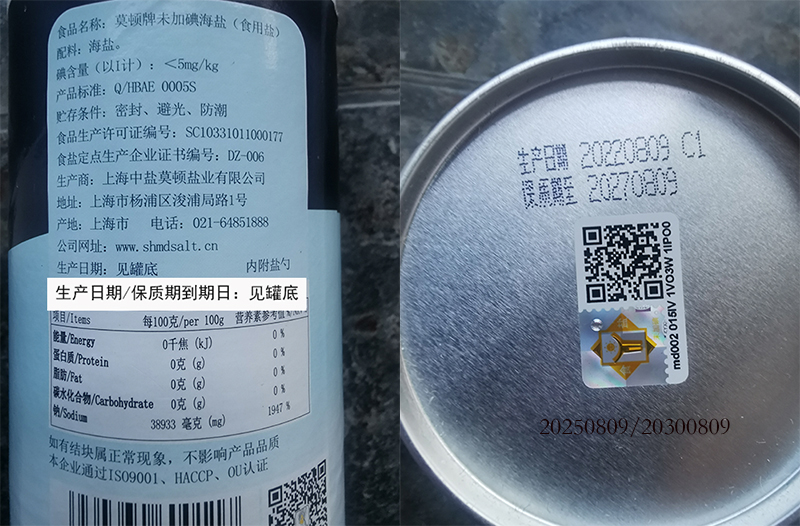 食品名称：莫顿牌未加碘海盐（食用盐）
配料：海盐。
碘含量（以I计）：＜5mg/kg
产品标准：Q/HBAE 0005S
贮存条件：密封、避光、防潮
食品生产许可证编号：SC10331011000177
食盐定点生产企业证书编号：DZ-006
生产商：上海中盐莫顿盐业有限公司
地址：上海市杨浦区浚浦局路1号
产地：上海市 电话：021-64851888
公司网址：www.shmdsalt.cn
生产日期：见罐底 内附盐勺
生产日期/保质期到期日：见罐底
项目/Items 每100克/per 100g 营养素参考值%/
能量/Energy 0千焦 (kJ) 0 %
蛋白质/Protein 0克 (g) 0 %
脂肪/Fat 0克 (g) 0 %
碳水化合物/Carbohydrate 0克 (g) 0 %
钠/Sodium 38933 毫克 (mg) 1947 %
如有结块属正常现象，不影响产品品质
本企业通过ISO9001、HACCP、OU认证
生产日期 20220809 C1
保质期至 20270809
md002 015IV 1VO3W 1IPO0
20250809/20300809